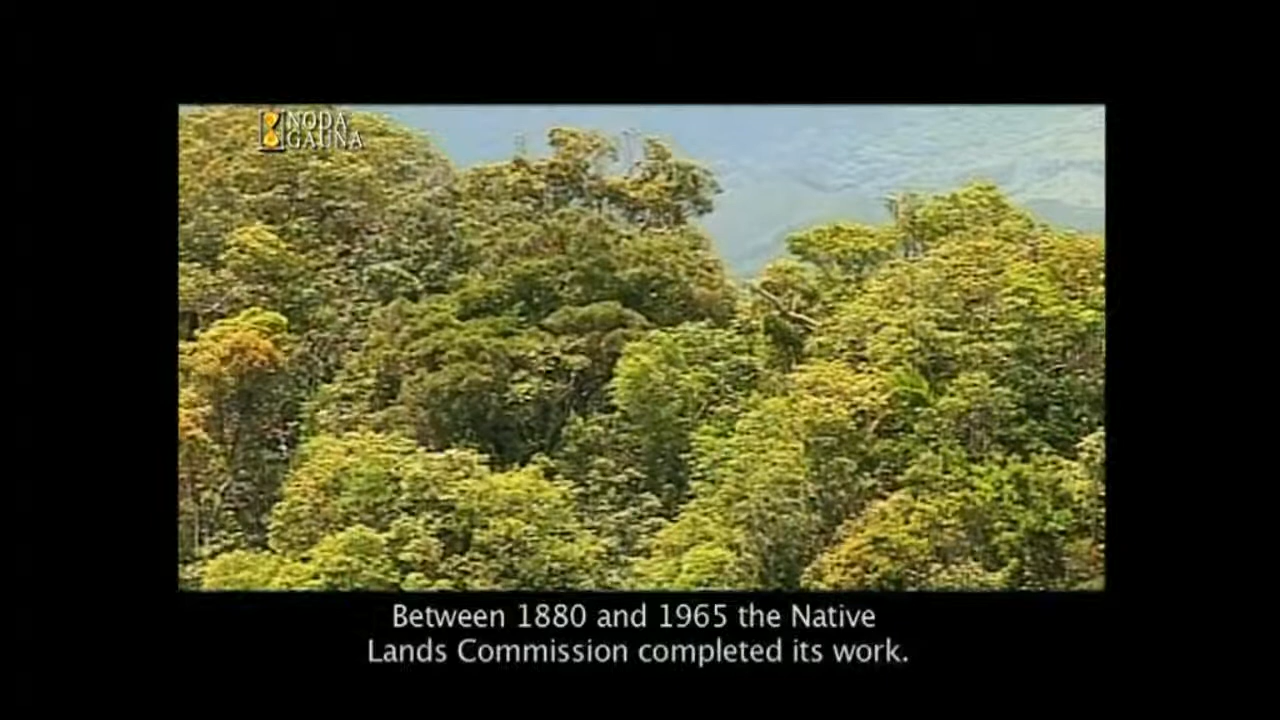 NODA
GAUNA
Between 1880 and 1965 the Native
Lands Commission completed its work.